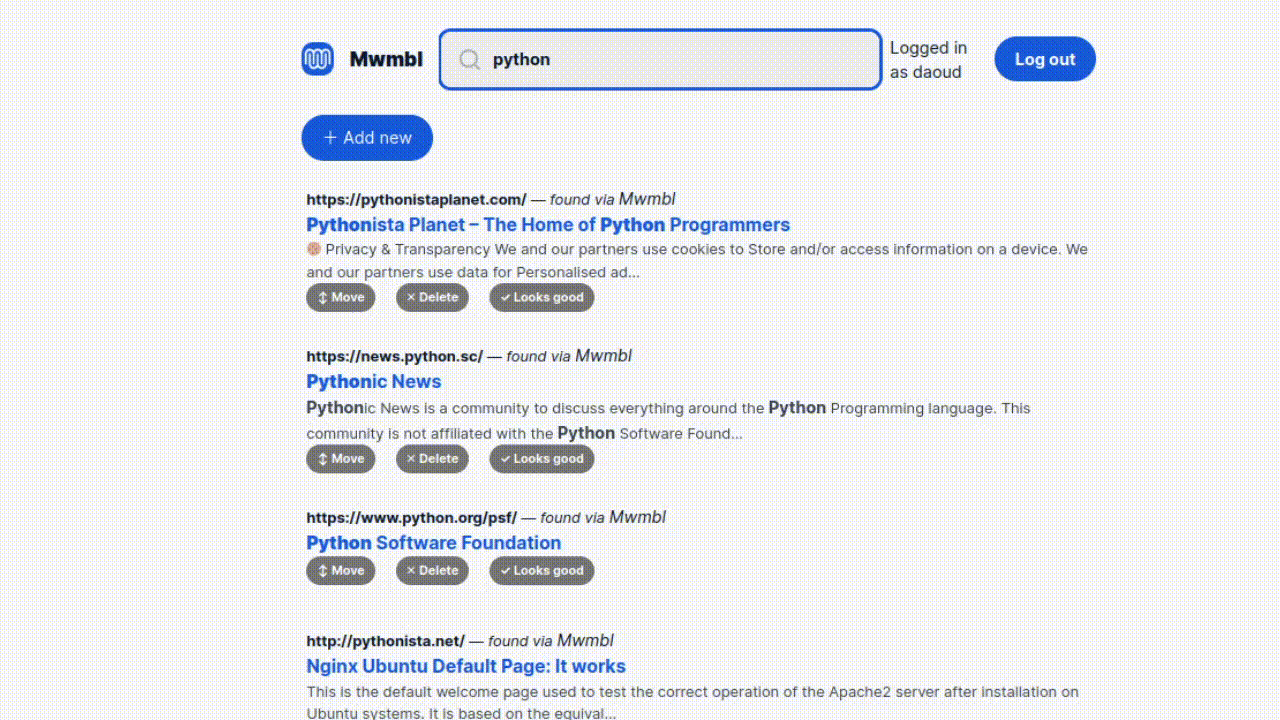 Mwmbl
python
Logged in
as daoud
Log out
+ Add new
https://pythonistaplanet.com/ — found via Mwmbl
Pythonista Planet – The Home of Python Programmers
🍪 Privacy & Transparency We and our partners use cookies to Store and/or access information on a device. We
and our partners use data for Personalised ad...
↕ Move ✕ Delete ✓ Looks good
https://news.python.sc/ — found via Mwmbl
Pythonic News
Pythonic News is a community to discuss everything around the Python Programming language. This
community is not affiliated with the Python Software Found...
↕ Move ✕ Delete ✓ Looks good
https://www.python.org/psf/ — found via Mwmbl
Python Software Foundation
↕ Move ✕ Delete ✓ Looks good
http://pythonista.net/ — found via Mwmbl
Nginx Ubuntu Default Page: It works
This is the default welcome page used to test the correct operation of the Apache2 server after installation on
Ubuntu systems. It is based on the equival...